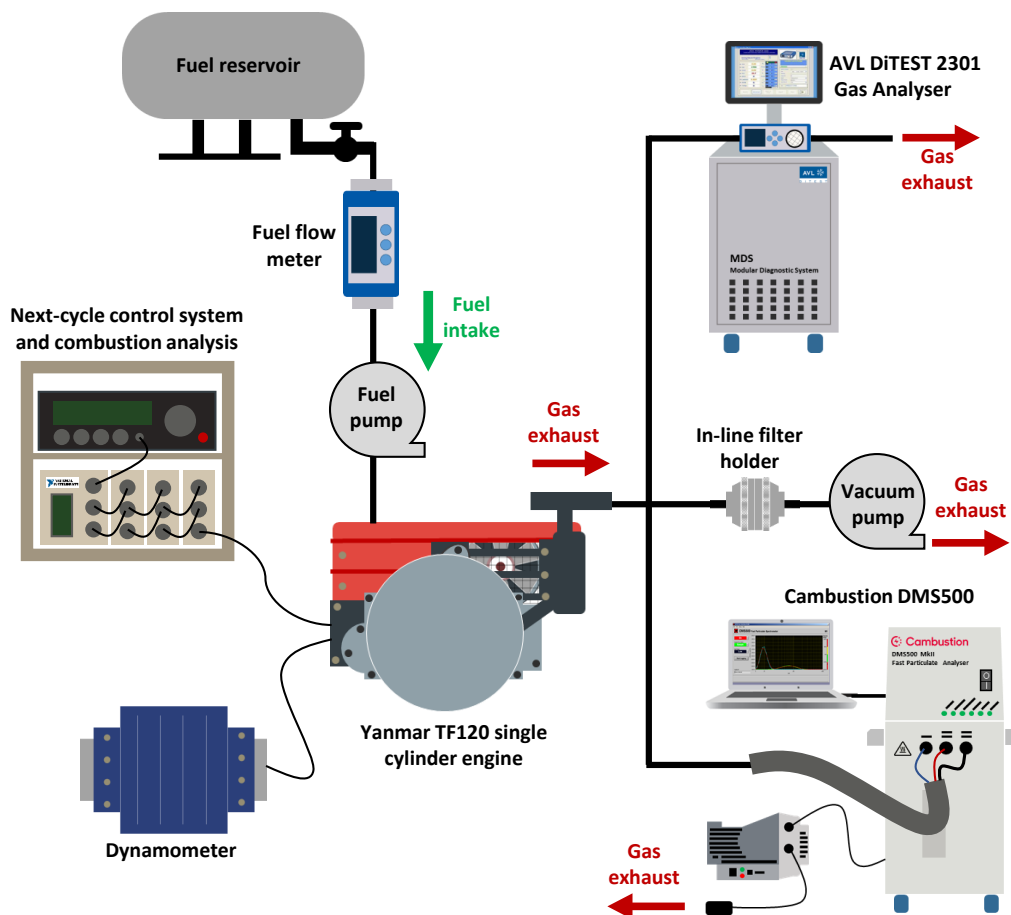 Fuel reservoir
AVL DiTEST 2301
Gas Analyser
Gas
exhaust
AVL
Fuel flow
meter
MDS
Modular Diagnostic System
Fuel
intake
Next-cycle control system
and combustion analysis
Fuel
pump
Gas
exhaust
In-line filter
holder
Vacuum
pump
Gas
exhaust
Cambustion DMS500
Cambustion
DMS500 MkII
Fast Particulate Analyser
Yanmar TF120 single
cylinder engine
Dynamometer
Gas
exhaust